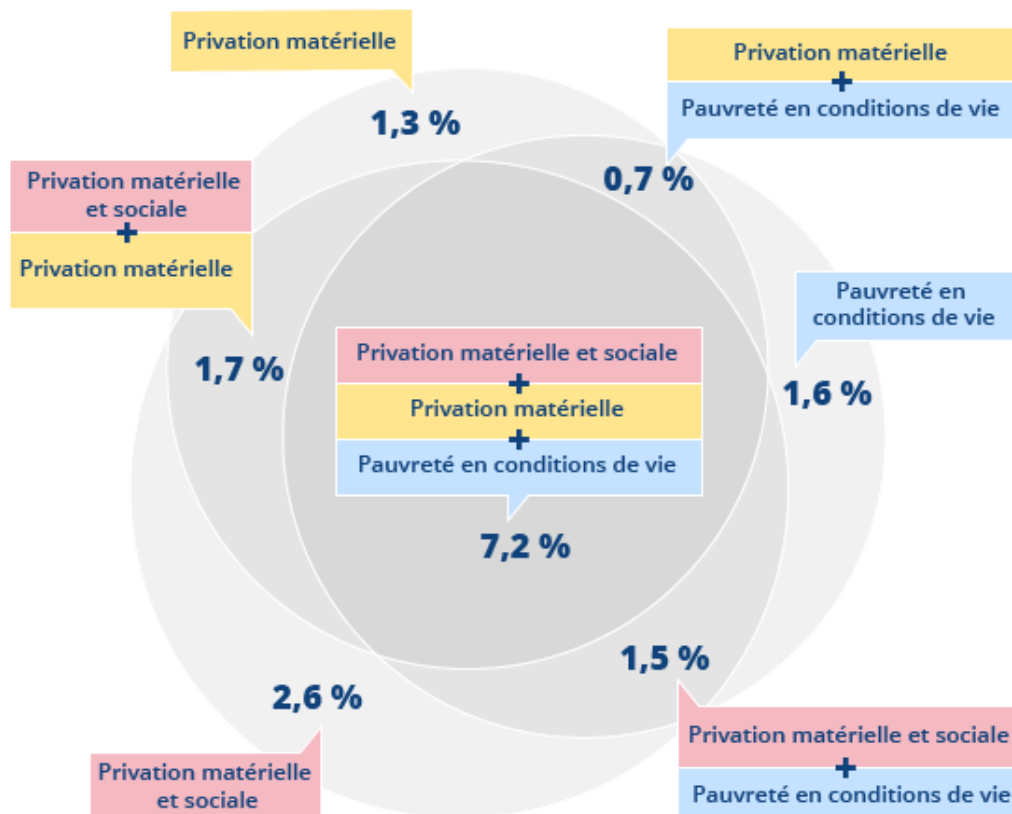 Privation matérielle
1,3 %
Privation matérielle
+
Pauvreté en conditions de vie
0,7 %
Privation matérielle
et sociale
+
Privation matérielle
1,7 %
Pauvreté en
conditions de vie
1,6 %
Privation matérielle et sociale
+
Privation matérielle
+
Pauvreté en conditions de vie
7,2 %
2,6 %
Privation matérielle
et sociale
1,5 %
Privation matérielle et sociale
+
Pauvreté en conditions de vie